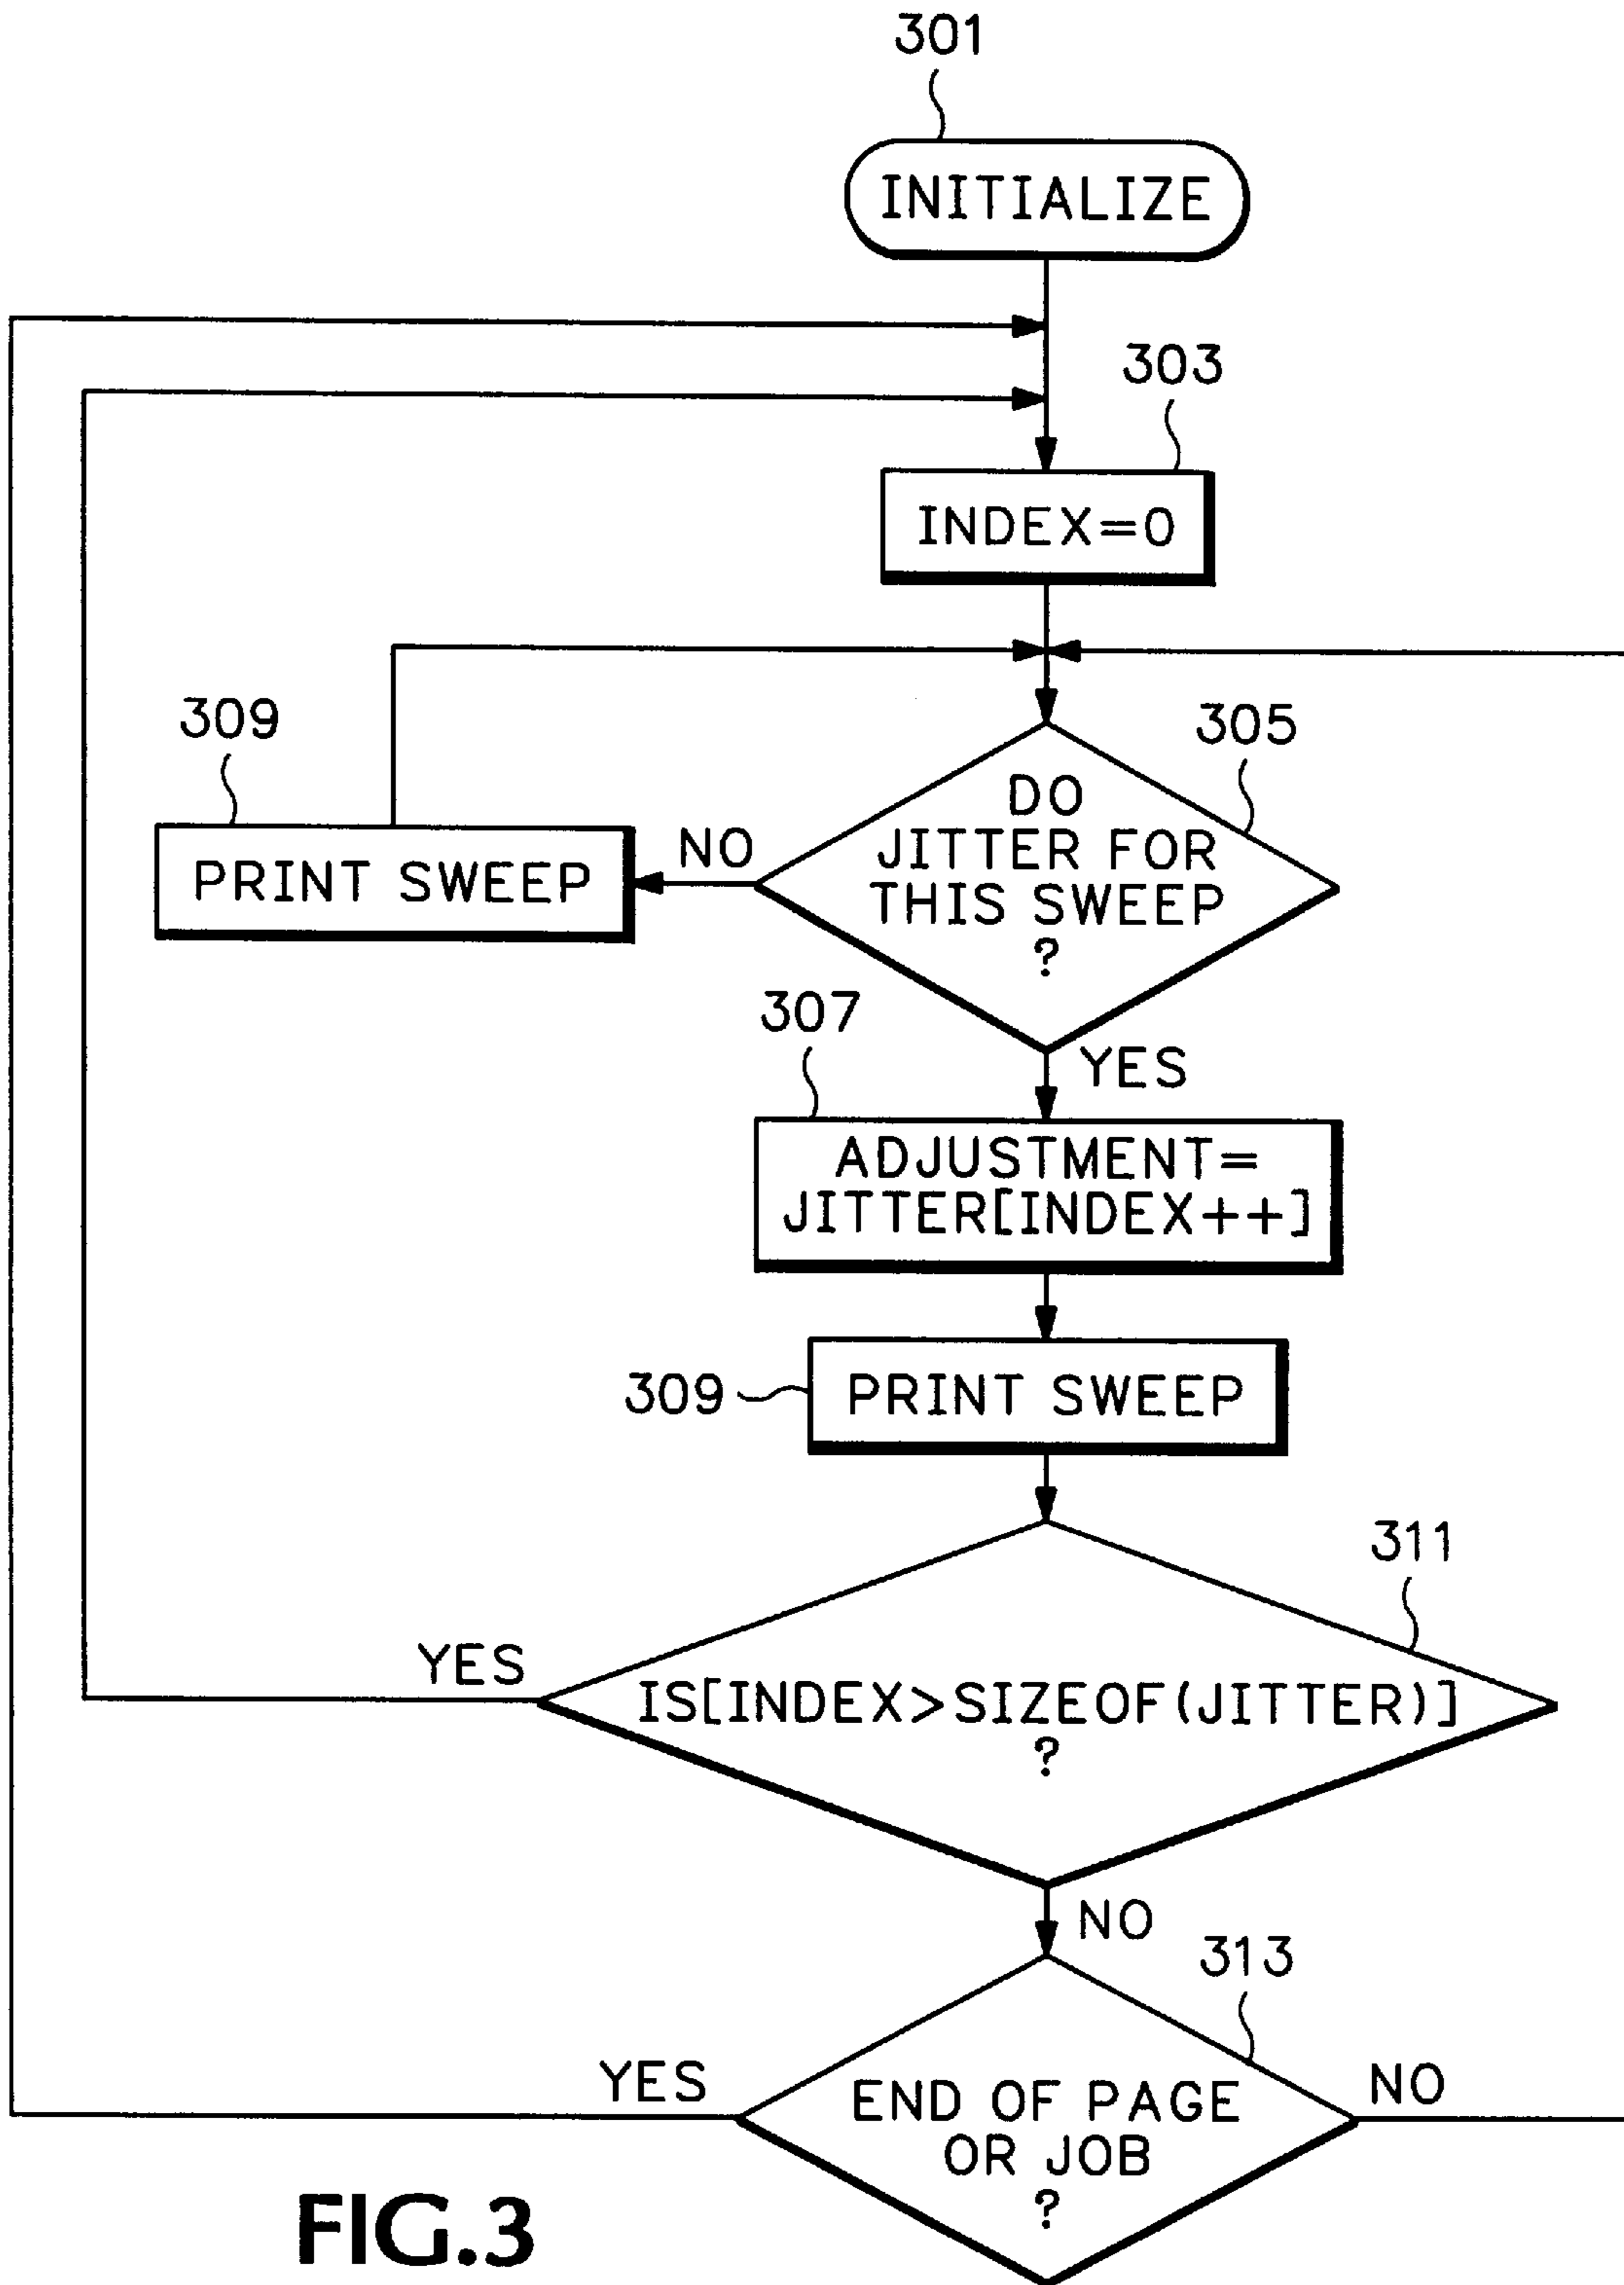 301
INITIALIZE
303
INDEX=0
309
PRINT SWEEP
NO
305
DO
JITTER FOR
THIS SWEEP
?
307
YES
ADJUSTMENT=
JITTER[INDEX++]
309
PRINT SWEEP
311
YES
IS[INDEX>SIZEOF(JITTER)]
?
NO
313
YES
END OF PAGE
OR JOB
?
NO
FIG.3